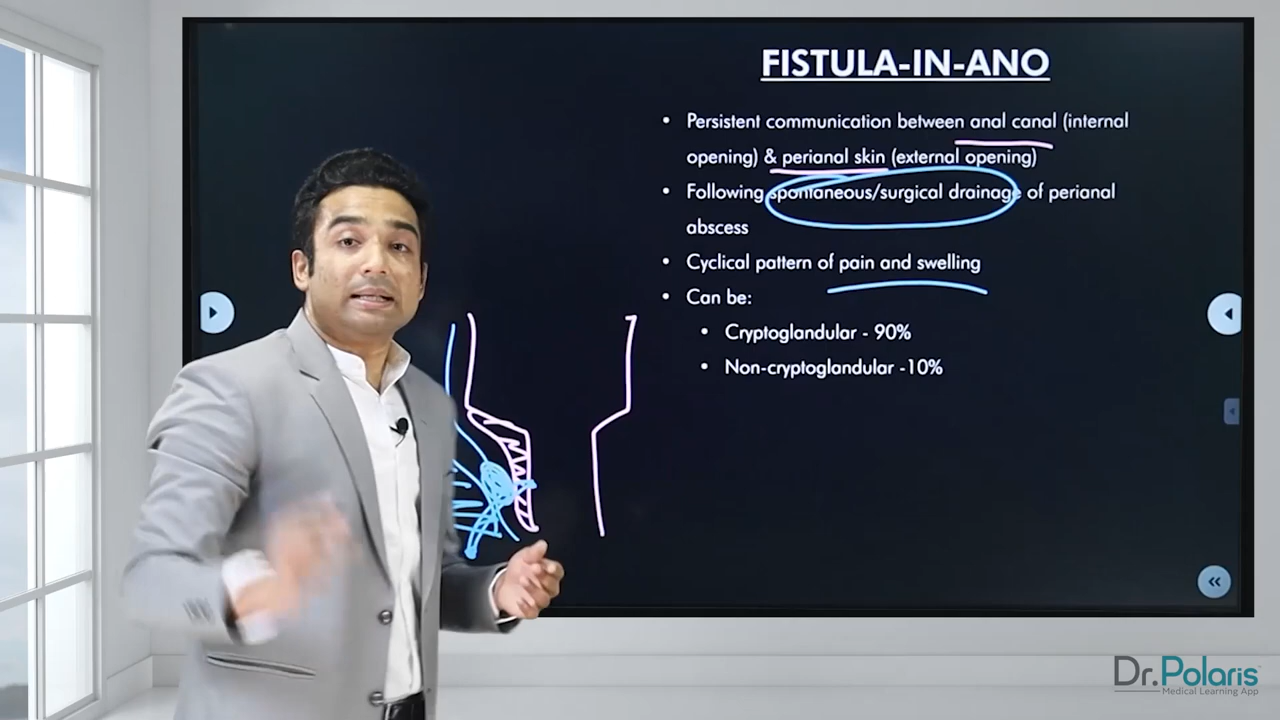 FISTULA-IN-ANO
• Persistent communication between anal canal (internal
opening) & perianal skin (external opening)
• Following spontaneous/surgical drainage of perianal
abscess
• Cyclical pattern of pain and swelling
• Can be:
• Cryptoglandular - 90%
• Non-cryptoglandular -10%
Dr.Polaris
Medical Learning App